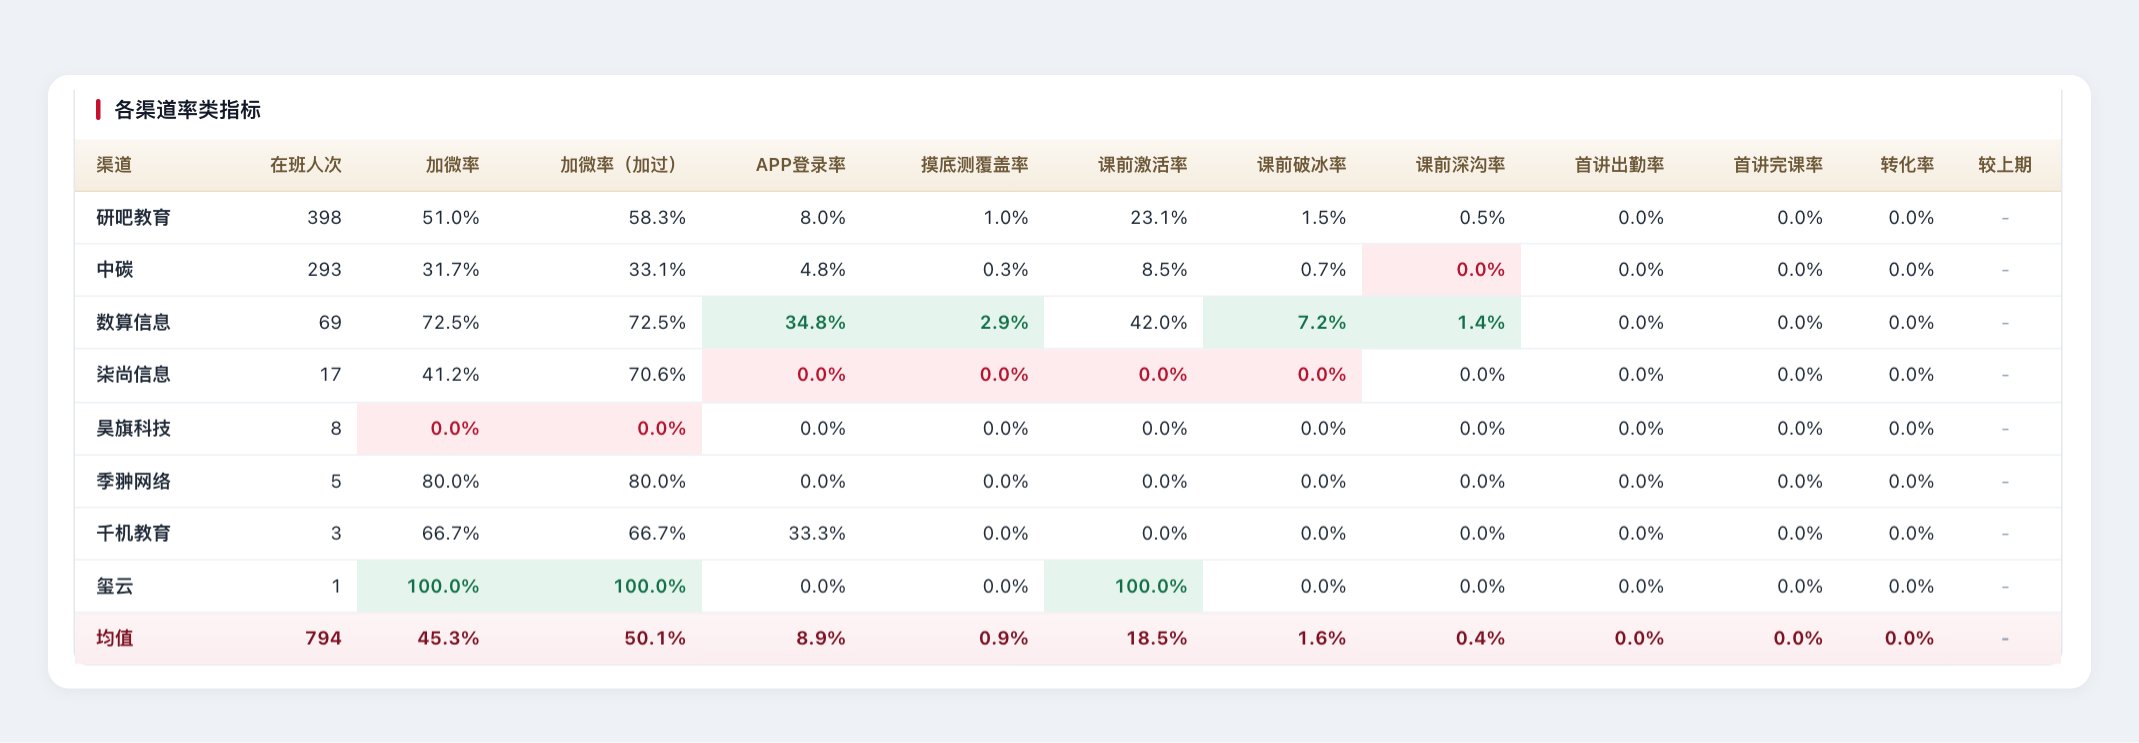 各渠道率类指标
渠道 在班人次 加微率 加微率（加过） APP登录率 摸底测覆盖率 课前激活率 课前破冰率 课前深沟率 首讲出勤率 首讲完课率 转化率 较上期
研吧教育 398 51.0% 58.3% 8.0% 1.0% 23.1% 1.5% 0.5% 0.0% 0.0% 0.0% -
中碳 293 31.7% 33.1% 4.8% 0.3% 8.5% 0.7% 0.0% 0.0% 0.0% 0.0% -
数算信息 69 72.5% 72.5% 34.8% 2.9% 42.0% 7.2% 1.4% 0.0% 0.0% 0.0% -
柒尚信息 17 41.2% 70.6% 0.0% 0.0% 0.0% 0.0% 0.0% 0.0% 0.0% 0.0% -
昊旗科技 8 0.0% 0.0% 0.0% 0.0% 0.0% 0.0% 0.0% 0.0% 0.0% 0.0% -
季翀网络 5 80.0% 80.0% 0.0% 0.0% 0.0% 0.0% 0.0% 0.0% 0.0% 0.0% -
千机教育 3 66.7% 66.7% 33.3% 0.0% 0.0% 0.0% 0.0% 0.0% 0.0% 0.0% -
玺云 1 100.0% 100.0% 0.0% 0.0% 100.0% 0.0% 0.0% 0.0% 0.0% 0.0% -
均值 794 45.3% 50.1% 8.9% 0.9% 18.5% 1.6% 0.4% 0.0% 0.0% 0.0% -